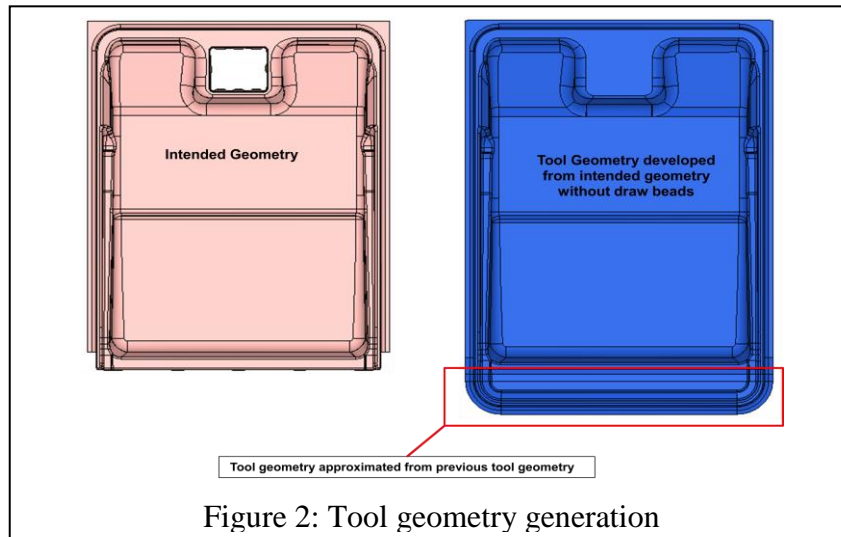 Intended Geometry
Tool Geometry developed
from intended geometry
without draw beads
Tool geometry approximated from previous tool geometry
Figure 2: Tool geometry generation